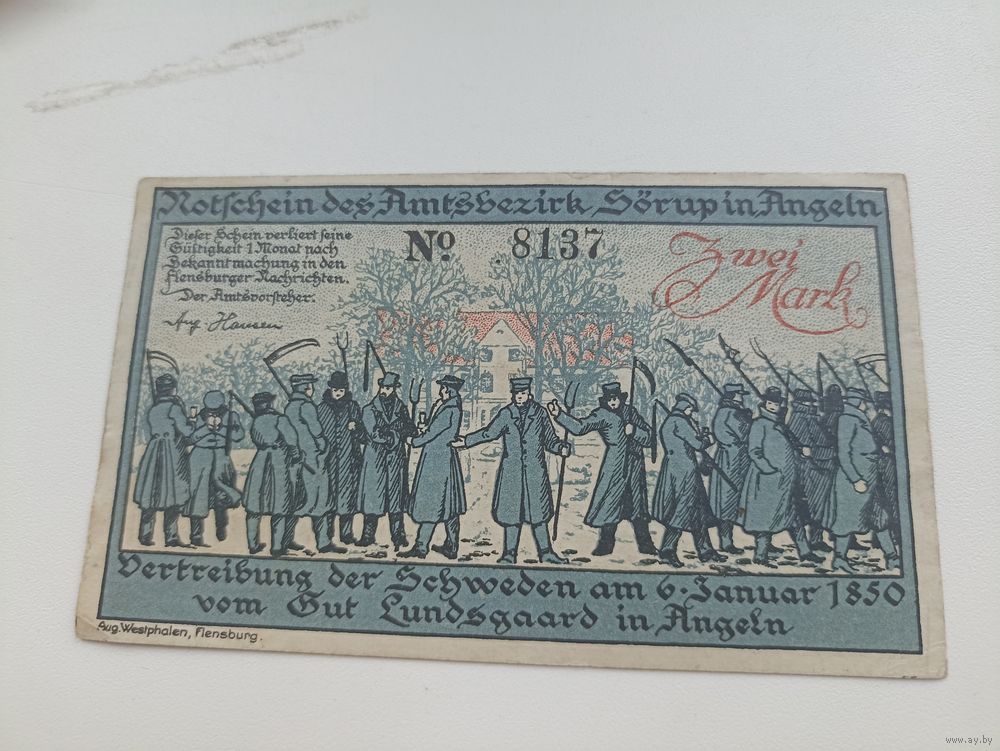 Notschein des Amtsbezirk Sörup in Angeln
Dieser Schein verliert seine
Gültigkeit 1 Monat nach
Bekanntmachung in den
Flensburger Nachrichten.
Der Amtsvorsteher:
Aug. Hansen
No. 8137
Zwei
Mark
Vertreibung der Schweden am 6. Januar 1850
vom Gut Lundsgaard in Angeln
Aug. Westphalen, Flensburg.
www.ay.by